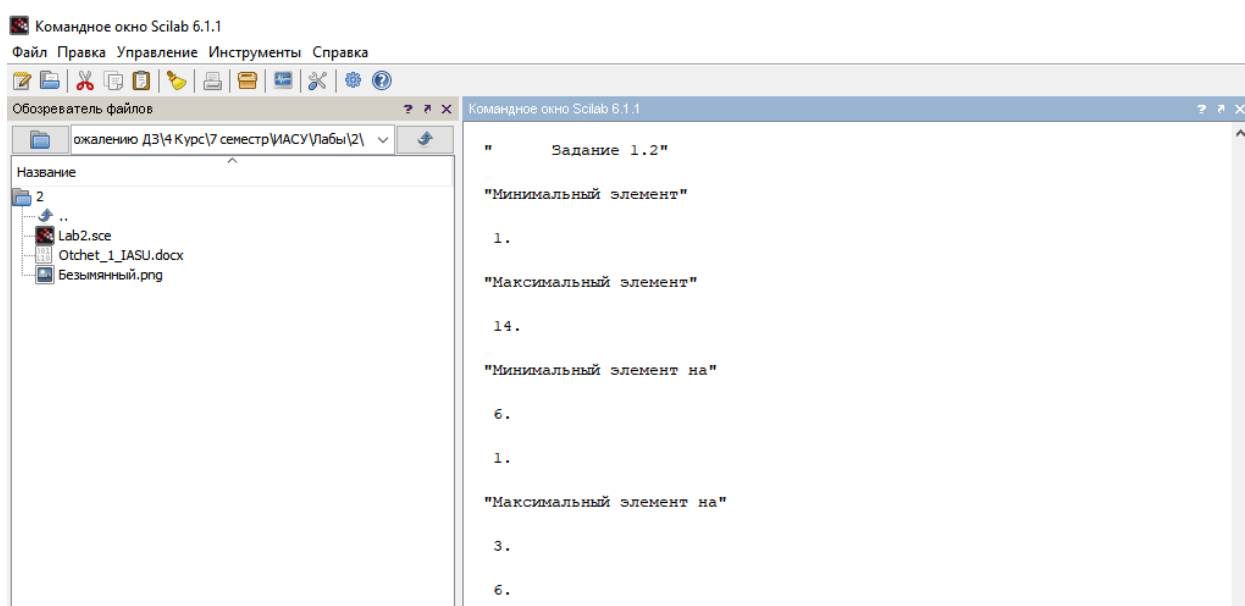 Командное окно Scilab 6.1.1
Файл Правка Управление Инструменты Справка
Обозреватель файлов
ожалению ДЗ\4 Курс\7 семестр\ИАСУ\Лабы\2\
Название
2
..
Lab2.sce
Otchet_1_IASU.docx
Безымянный.png
Командное окно Scilab 6.1.1
"     Задание 1.2"
"Минимальный элемент"
1.
"Максимальный элемент"
14.
"Минимальный элемент на"
6.
1.
"Максимальный элемент на"
3.
6.